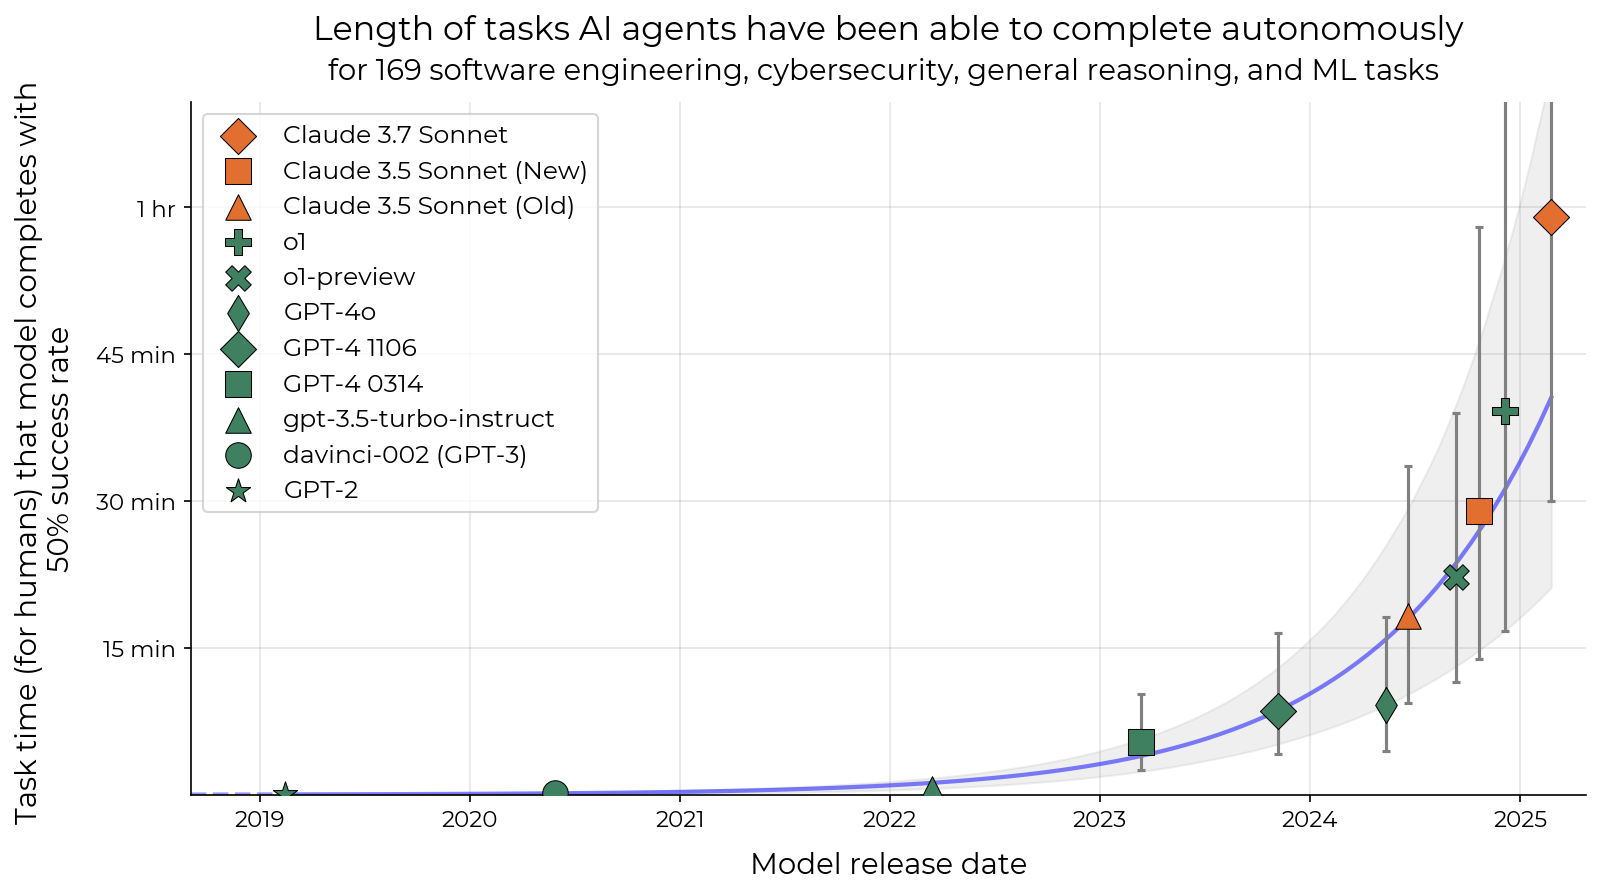 Length of tasks AI agents have been able to complete autonomously
for 169 software engineering, cybersecurity, general reasoning, and ML tasks
Task time (for humans) that model completes with
50% success rate
1 hr
45 min
30 min
15 min
Claude 3.7 Sonnet
Claude 3.5 Sonnet (New)
Claude 3.5 Sonnet (Old)
o1
o1-preview
GPT-4o
GPT-4 1106
GPT-4 0314
gpt-3.5-turbo-instruct
davinci-002 (GPT-3)
GPT-2
2019 2020 2021 2022 2023 2024 2025
Model release date